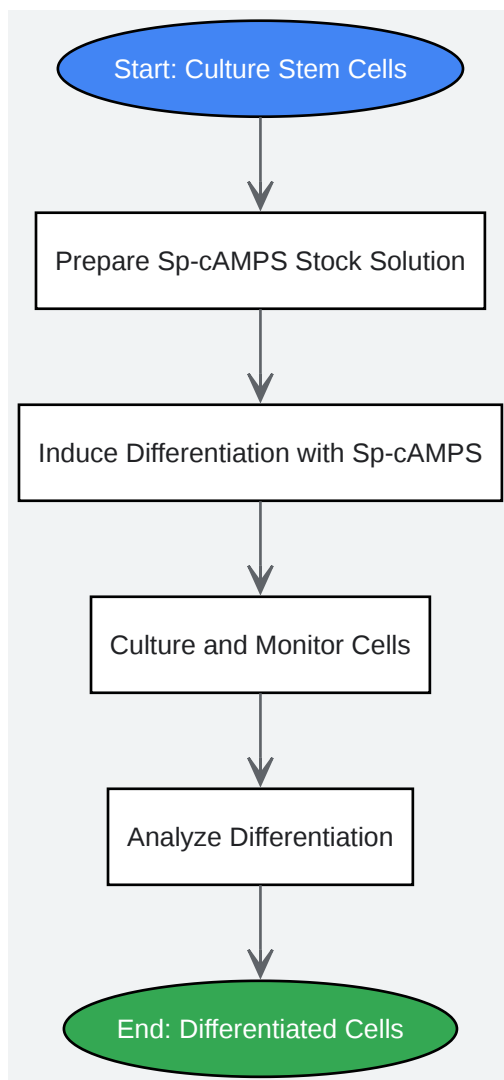 Start: Culture Stem Cells
Prepare Sp-cAMPS Stock Solution
Induce Differentiation with Sp-cAMPS
Culture and Monitor Cells
Analyze Differentiation
End: Differentiated Cells